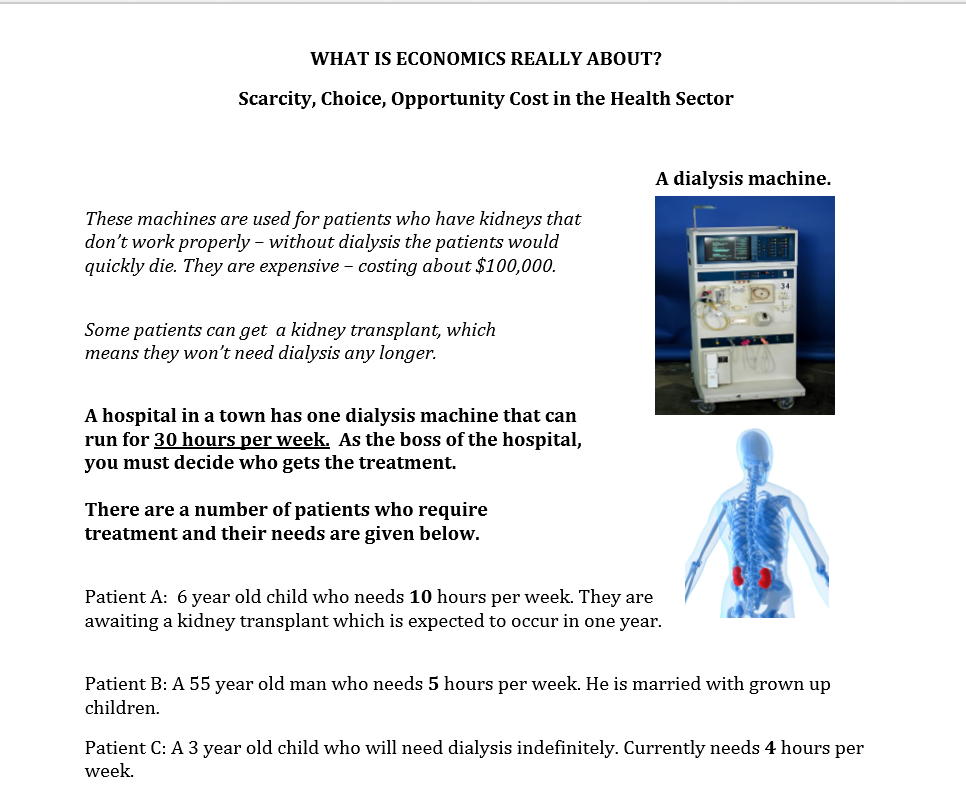 WHAT IS ECONOMICS REALLY ABOUT?
Scarcity, Choice, Opportunity Cost in the Health Sector
A dialysis machine.
These machines are used for patients who have kidneys that
don’t work properly – without dialysis the patients would
quickly die. They are expensive – costing about $100,000.
34
Some patients can get  a kidney transplant, which
means they won’t need dialysis any longer.
A hospital in a town has one dialysis machine that can
run for 30 hours per week.  As the boss of the hospital,
you must decide who gets the treatment.
There are a number of patients who require
treatment and their needs are given below.
Patient A:  6 year old child who needs 10 hours per week. They are
awaiting a kidney transplant which is expected to occur in one year.
Patient B: A 55 year old man who needs 5 hours per week. He is married with grown up
children.
Patient C: A 3 year old child who will need dialysis indefinitely. Currently needs 4 hours per
week.